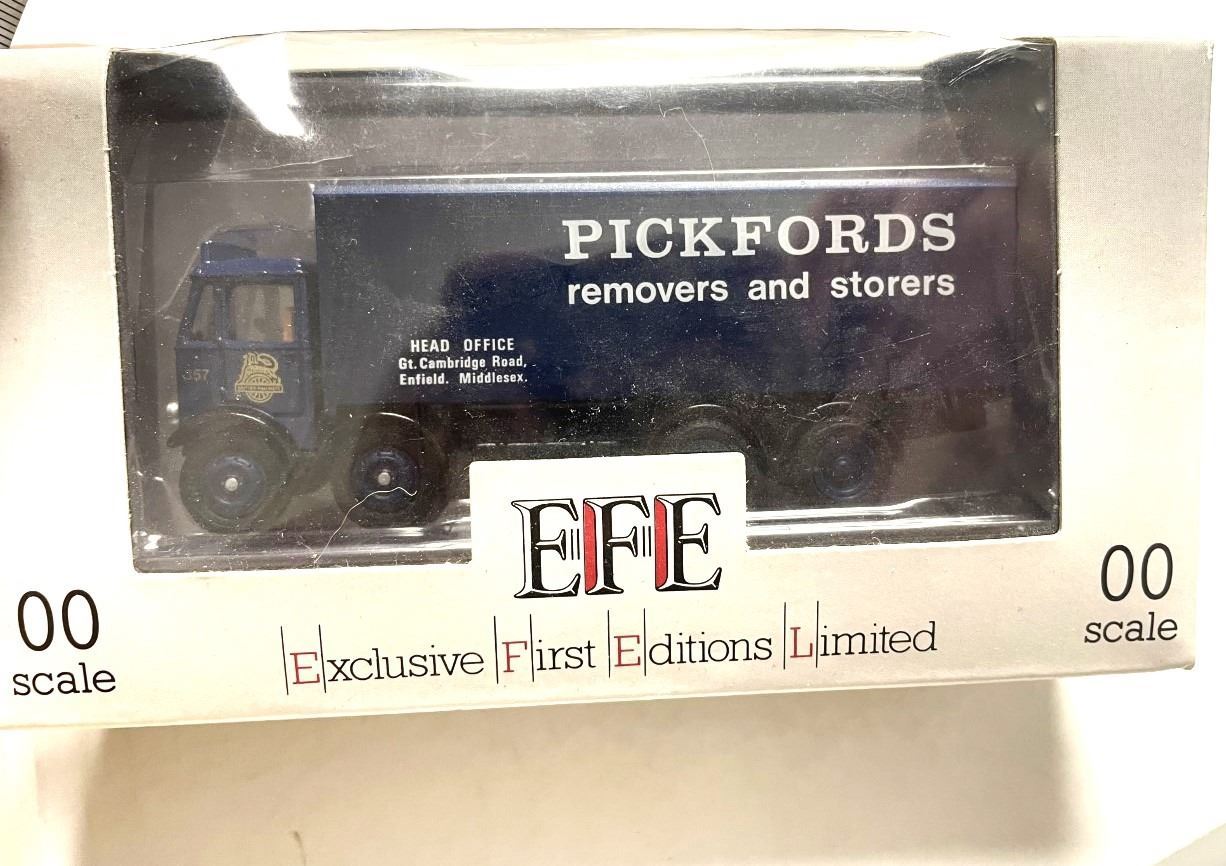 PICKFORDS
removers and storers
HEAD OFFICE
Gt. Cambridge Road,
Enfield. Middlesex.
357
EFE
00
scale
Exclusive First Editions Limited
00
scale